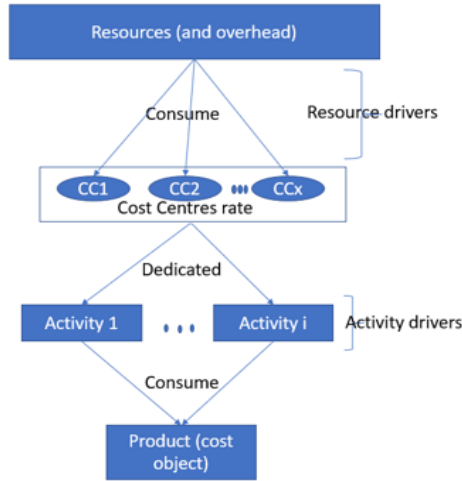 Resources (and overhead)
Consume
Resource drivers
CC1 CC2 CCx
Cost Centres rate
Dedicated
Activity 1 Activity i
Activity drivers
Consume
Product (cost
object)